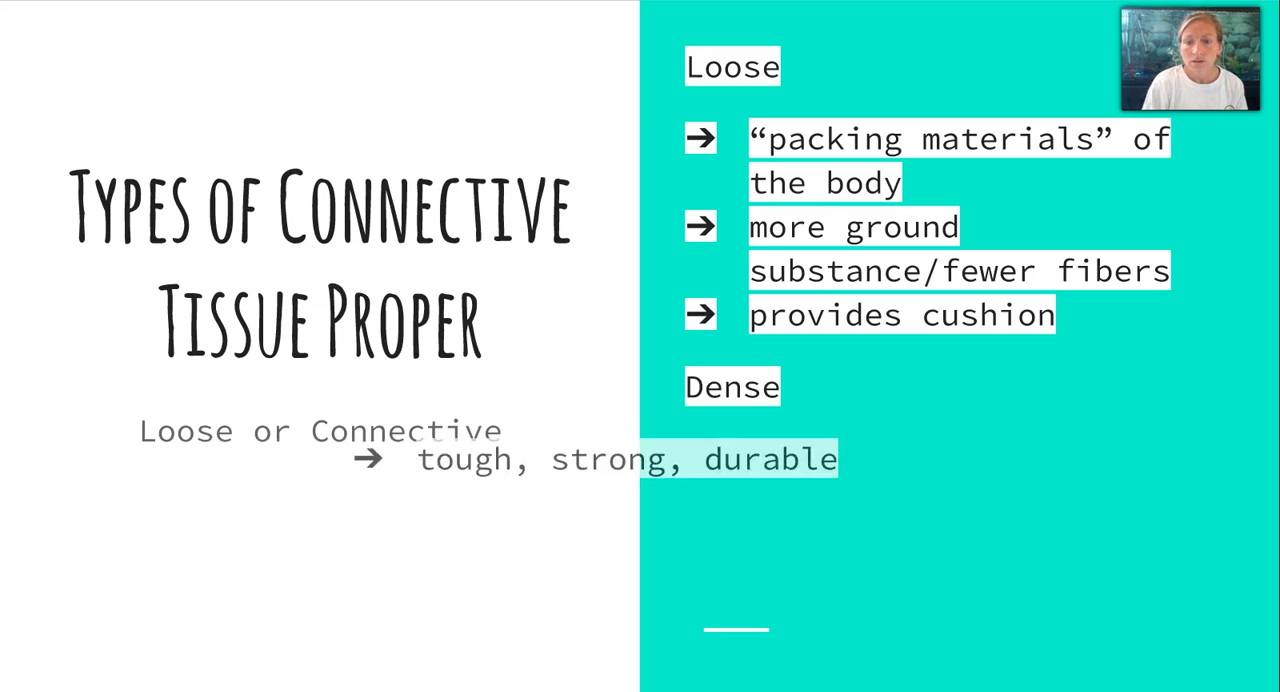 Types of Connective
Tissue Proper
Loose or Connective
Loose
➔ “packing materials” of
the body
➔ more ground
substance/fewer fibers
➔ provides cushion
Dense
➔ tough, strong, durable